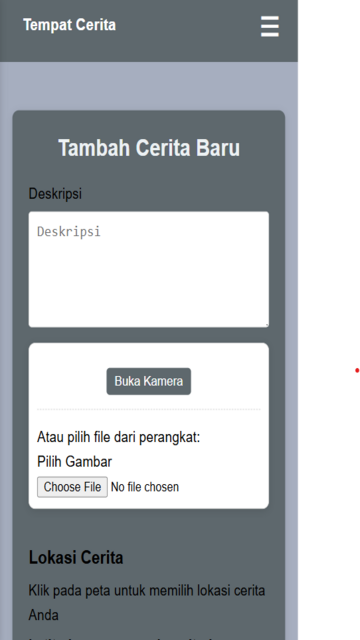 Tempat Cerita
Tambah Cerita Baru
Deskripsi
Deskripsi
Buka Kamera
Atau pilih file dari perangkat:
Pilih Gambar
Choose File No file chosen
Lokasi Cerita
Klik pada peta untuk memilih lokasi cerita
Anda